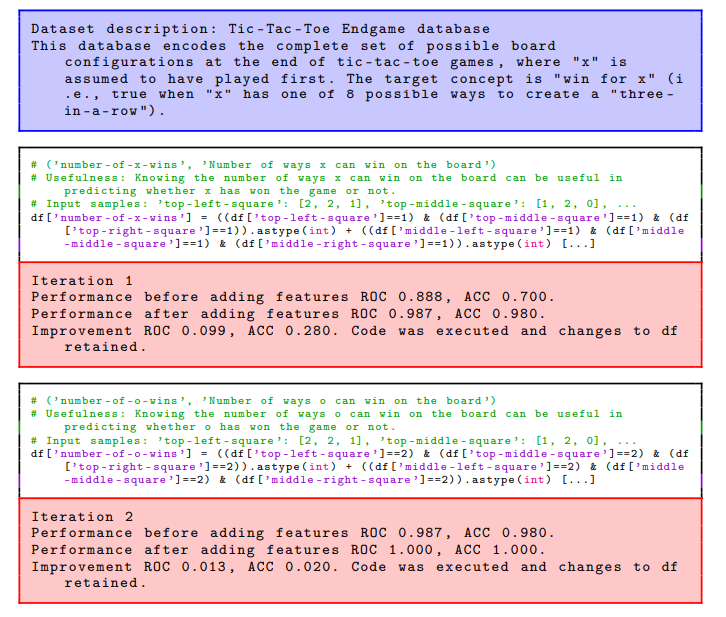 Dataset description: Tic-Tac-Toe Endgame database
This database encodes the complete set of possible board
configurations at the end of tic-tac-toe games, where "x" is
assumed to have played first. The target concept is "win for x" (i
.e., true when "x" has one of 8 possible ways to create a "three-
in-a-row").
# ('number-of-x-wins', 'Number of ways x can win on the board')
# Usefulness: Knowing the number of ways x can win on the board can be useful in
predicting whether x has won the game or not.
# Input samples: 'top-left-square': [2, 2, 1], 'top-middle-square': [1, 2, 0], ...
df['number-of-x-wins'] = ((df['top-left-square']==1) & (df['top-middle-square']==1) & (df
['top-right-square']==1)).astype(int) + ((df['middle-left-square']==1) & (df['middle
-middle-square']==1) & (df['middle-right-square']==1)).astype(int) [...]
Iteration 1
Performance before adding features ROC 0.888, ACC 0.700.
Performance after adding features ROC 0.987, ACC 0.980.
Improvement ROC 0.099, ACC 0.280. Code was executed and changes to df
retained.
# ('number-of-o-wins', 'Number of ways o can win on the board')
# Usefulness: Knowing the number of ways o can win on the board can be useful in
predicting whether o has won the game or not.
# Input samples: 'top-left-square': [2, 2, 1], 'top-middle-square': [1, 2, 0], ...
df['number-of-o-wins'] = ((df['top-left-square']==2) & (df['top-middle-square']==2) & (df
['top-right-square']==2)).astype(int) + ((df['middle-left-square']==2) & (df['middle
-middle-square']==2) & (df['middle-right-square']==2)).astype(int) [...]
Iteration 2
Performance before adding features ROC 0.987, ACC 0.980.
Performance after adding features ROC 1.000, ACC 1.000.
Improvement ROC 0.013, ACC 0.020. Code was executed and changes to df
retained.